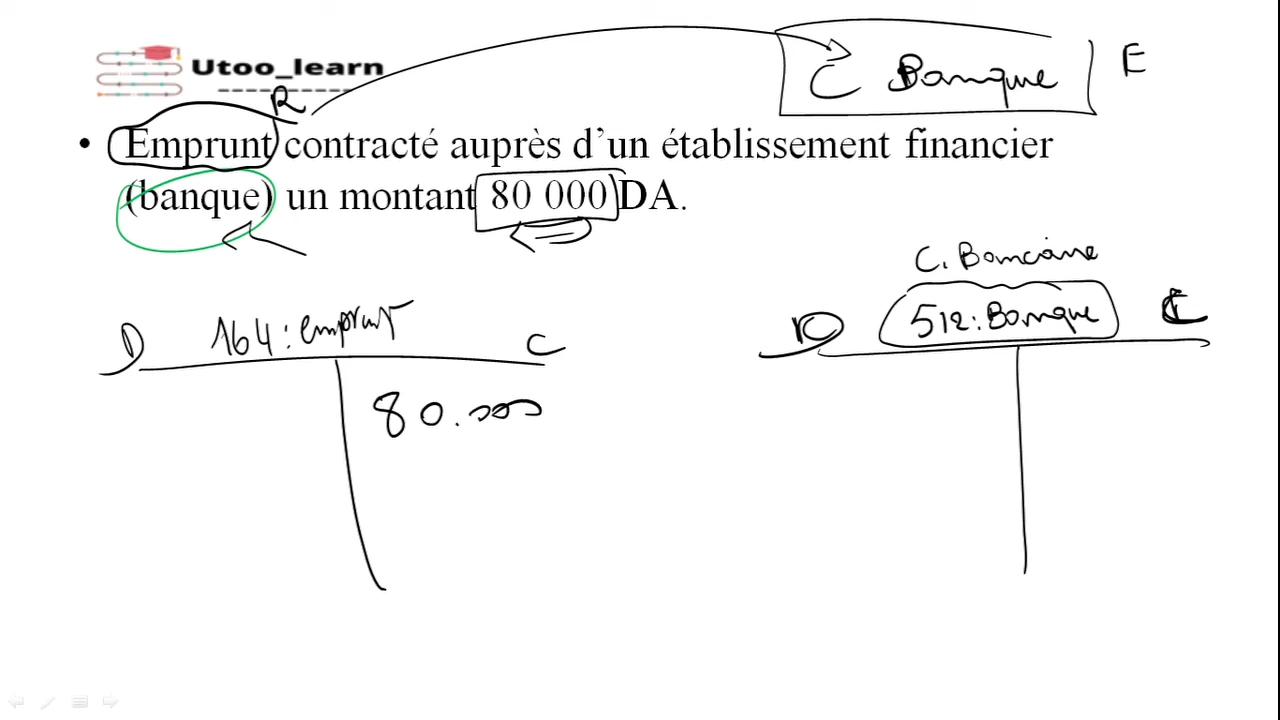 C Banque E
Utoo_learn
R
• Emprunt contracté auprès d’un établissement financier
(banque) un montant 80 000 DA.
C. Bancaire
D 164 : emprunt C
D 512 : Banque C
80.000